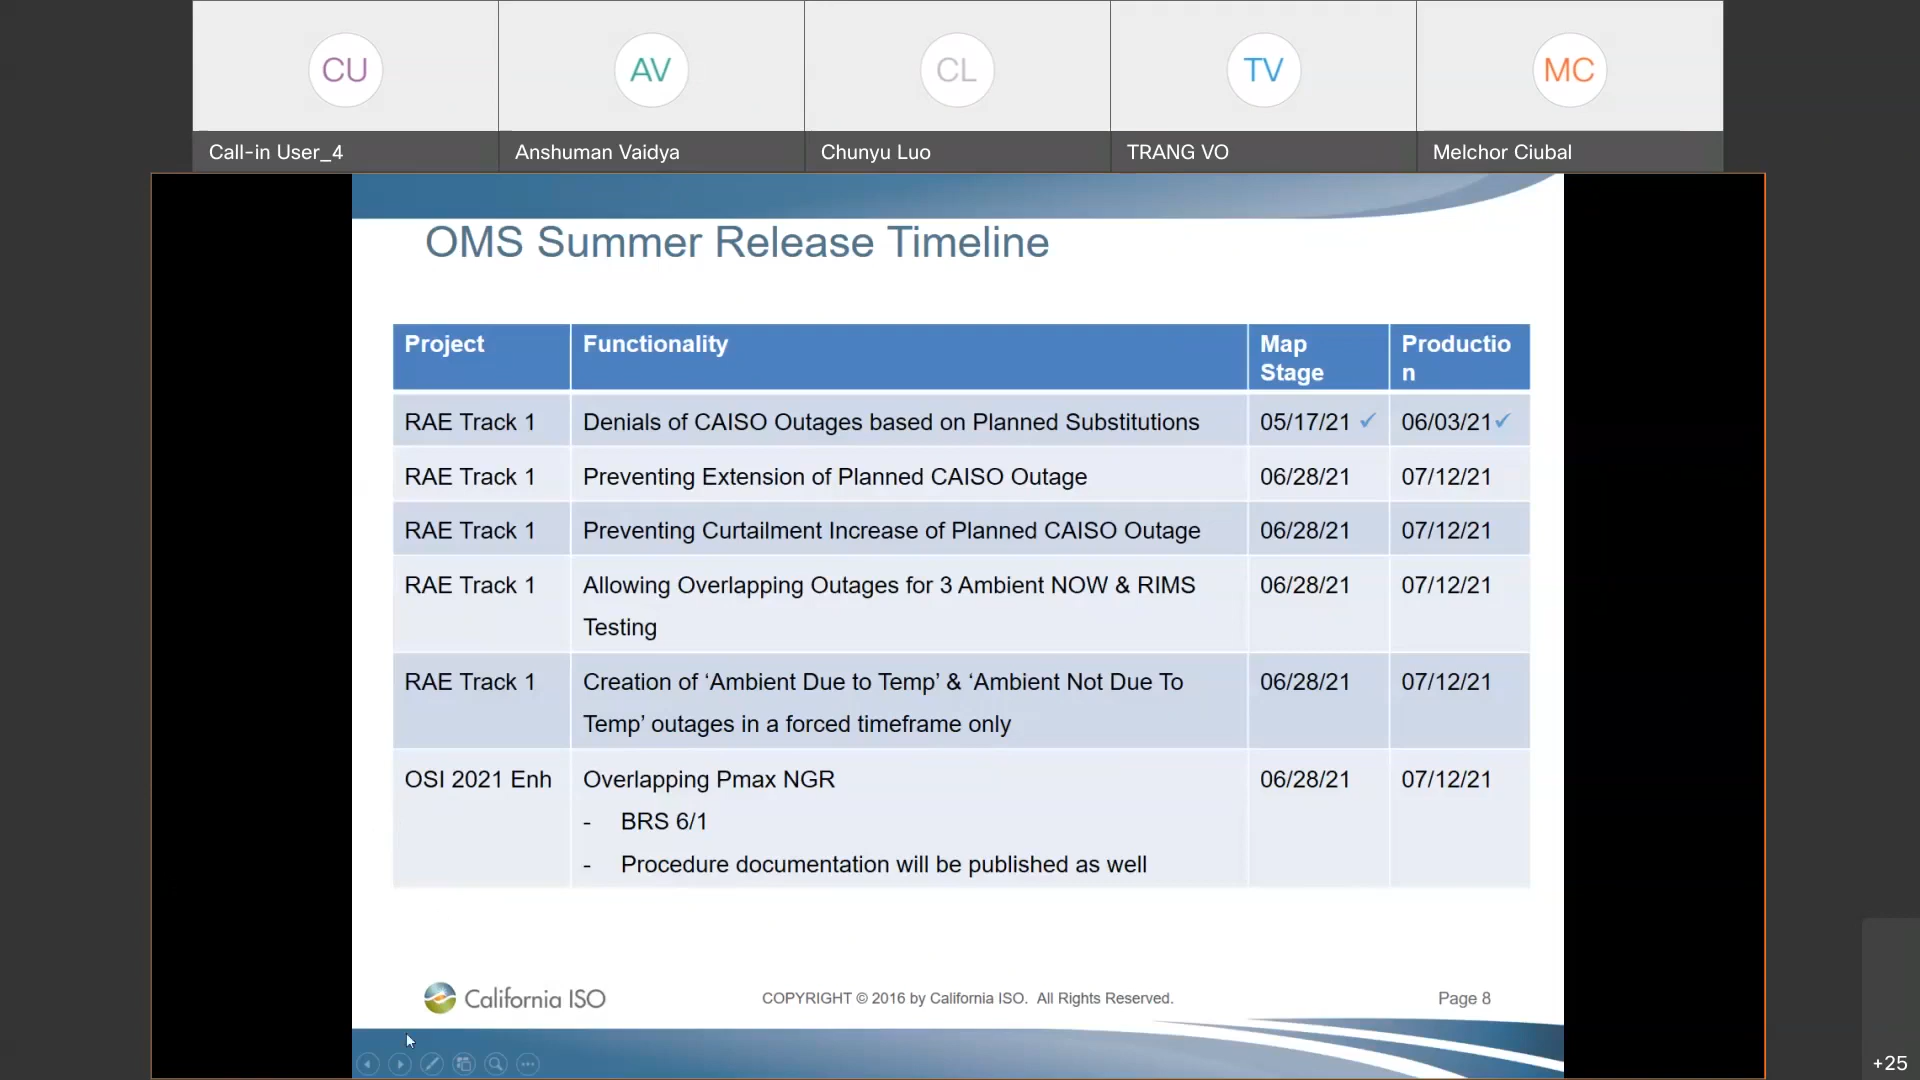 CU AV CL TV MC
Call-in User_4 Anshuman Vaidya Chunyu Luo TRANG VO Melchor Ciubal
OMS Summer Release Timeline
Project Functionality Map Productio
Stage n
RAE Track 1 Denials of CAISO Outages based on Planned Substitutions 05/17/21 ✓ 06/03/21✓
RAE Track 1 Preventing Extension of Planned CAISO Outage 06/28/21 07/12/21
RAE Track 1 Preventing Curtailment Increase of Planned CAISO Outage 06/28/21 07/12/21
RAE Track 1 Allowing Overlapping Outages for 3 Ambient NOW & RIMS 06/28/21 07/12/21
Testing
RAE Track 1 Creation of ‘Ambient Due to Temp’ & ‘Ambient Not Due To 06/28/21 07/12/21
Temp’ outages in a forced timeframe only
OSI 2021 Enh Overlapping Pmax NGR 06/28/21 07/12/21
- BRS 6/1
- Procedure documentation will be published as well
California ISO COPYRIGHT © 2016 by California ISO. All Rights Reserved. Page 8
+25